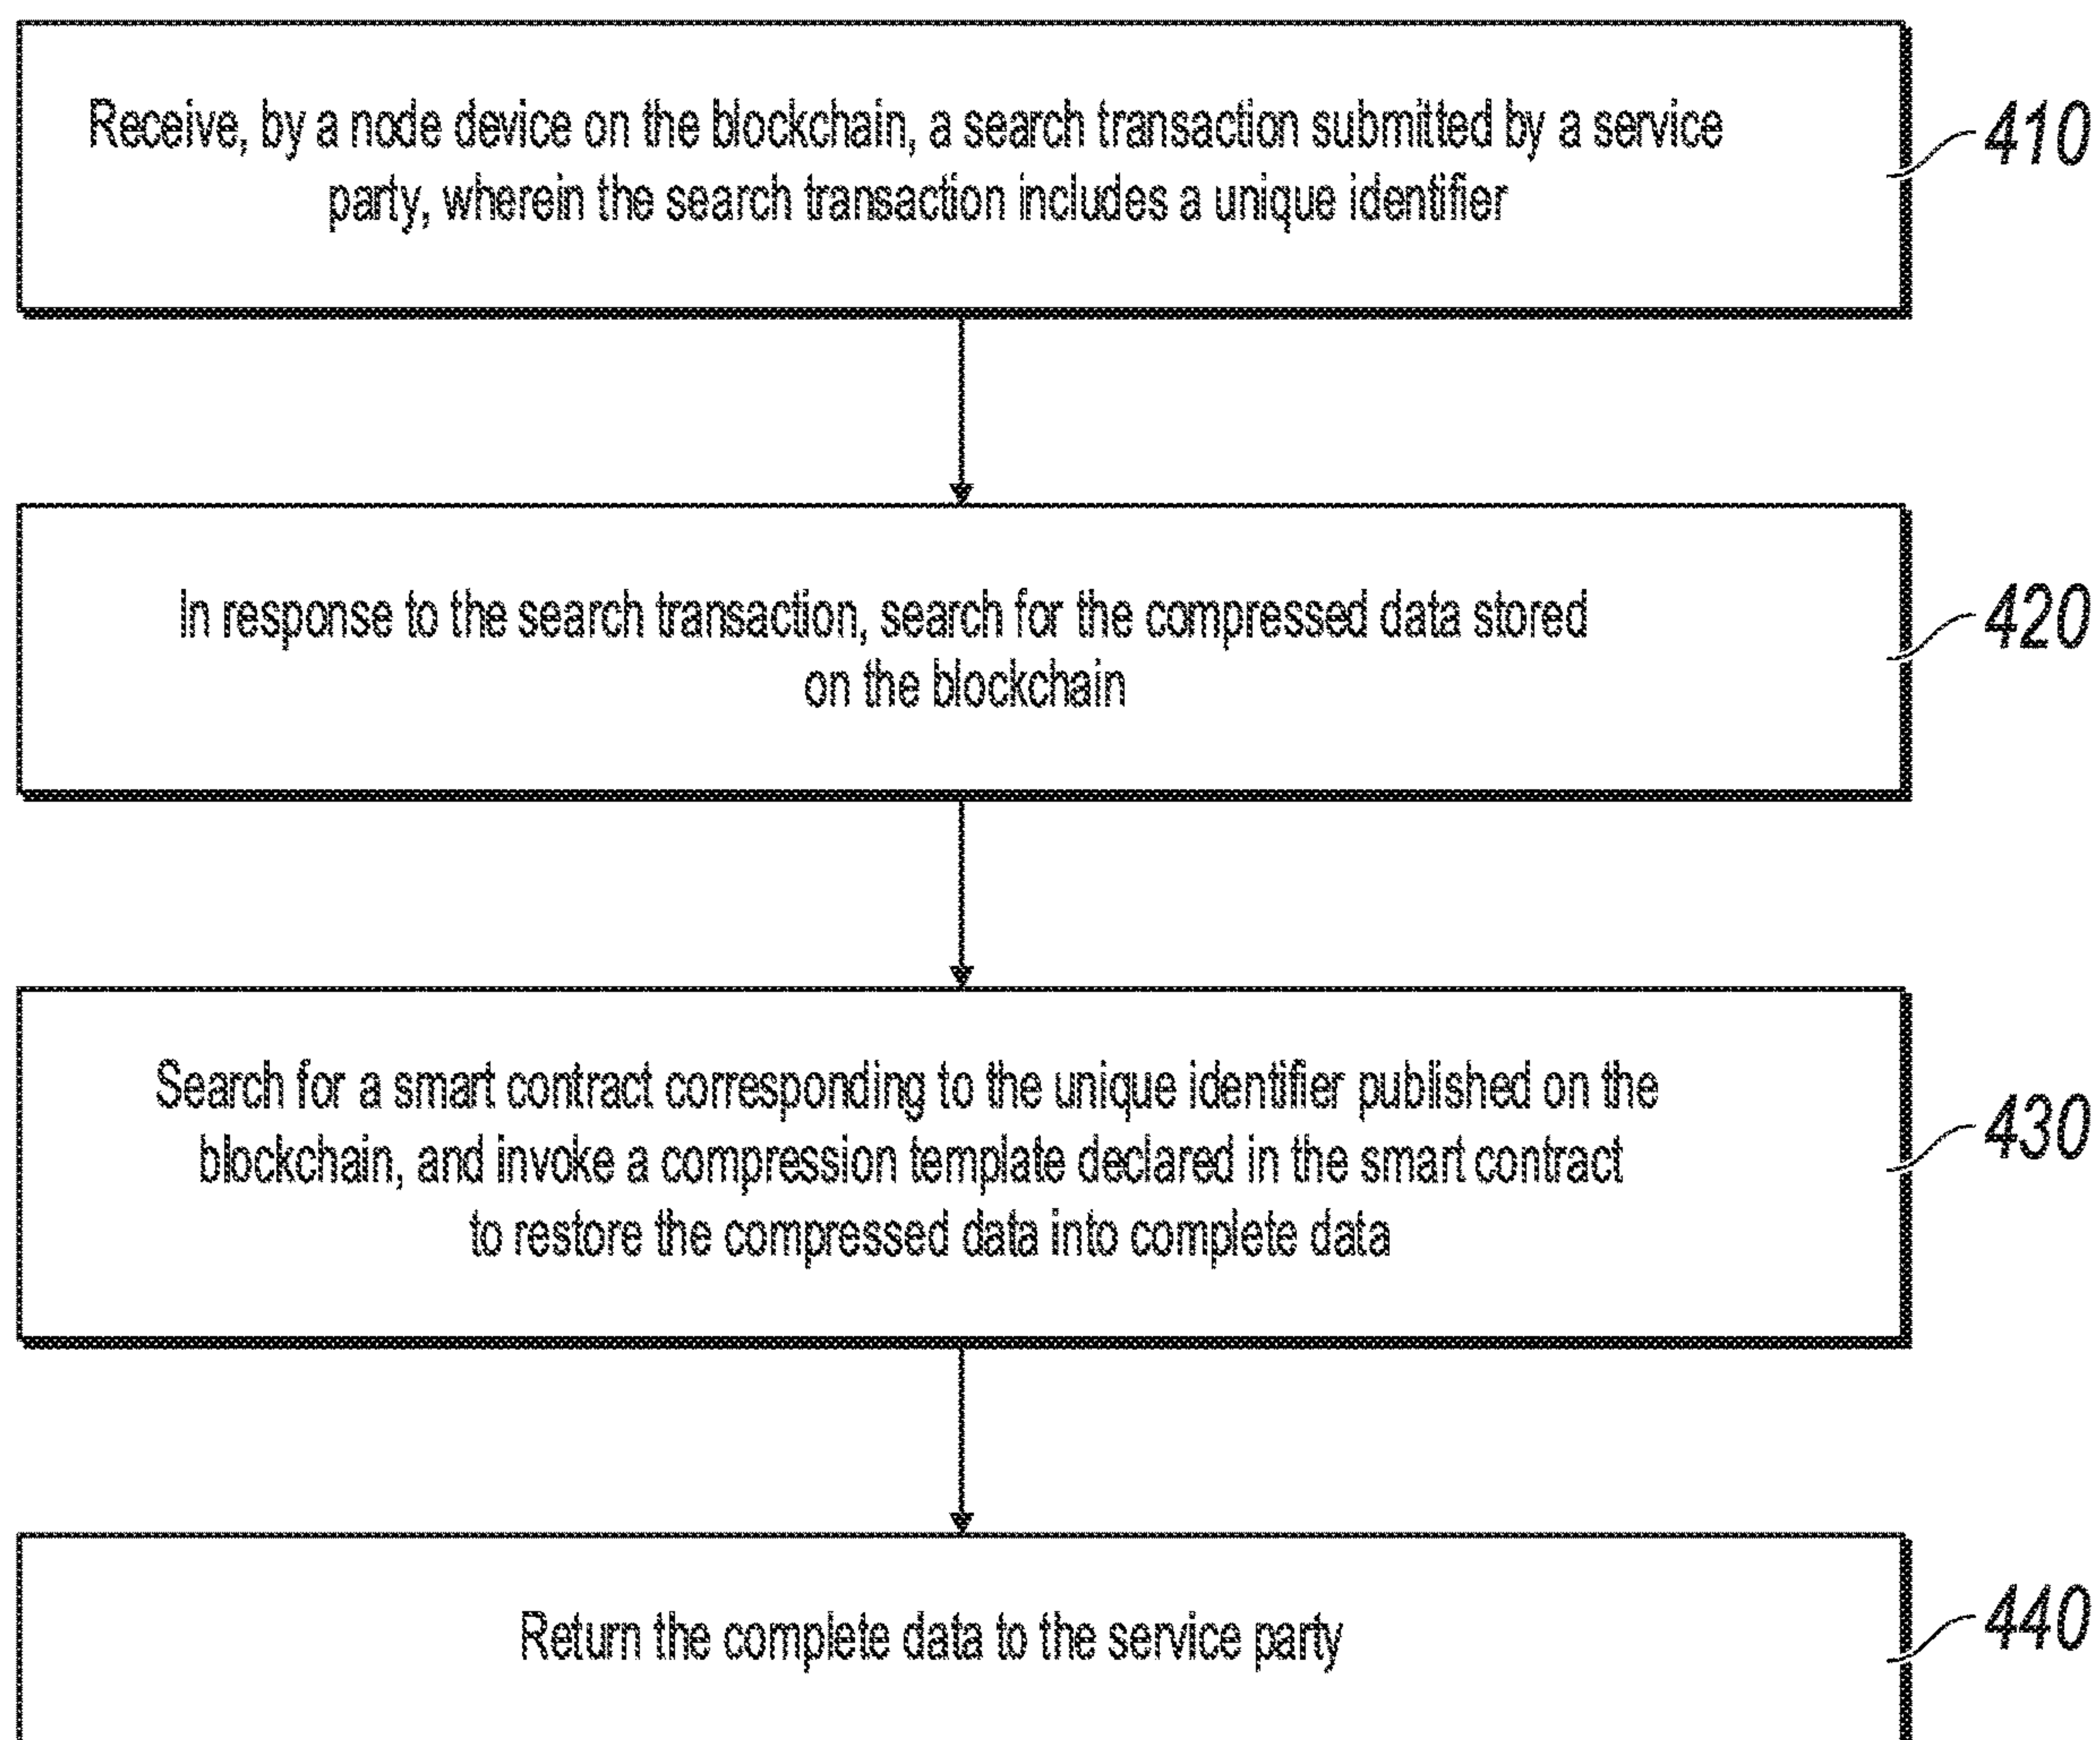 Receive, by a node device on the blockchain, a search transaction submitted by a service
party, wherein the search transaction includes a unique identifier
410
In response to the search transaction, search for the compressed data stored
on the blockchain
420
Search for a smart contract corresponding to the unique identifier published on the
blockchain, and invoke a compression template declared in the smart contract
to restore the compressed data into complete data
430
Return the complete data to the service party
440